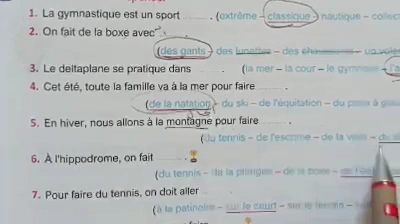 1. La gymnastique est un sport ...... . (extrême – classique – nautique – collect
2. On fait de la boxe avec
(des gants – des lunettes – des chaussures – un
3. Le deltaplane se pratique dans ...... . (la mer – la cour – le gymnase –
4. Cet été, toute la famille va à la mer pour faire
(de la natation – du ski – de l'équitation – du
5. En hiver, nous allons à la montagne pour faire ...... .
(du tennis – de l'escrime – de la voile – du
6. À l'hippodrome, on fait ...... .
(du tennis – de la plongée – de la boxe –
7. Pour faire du tennis, on doit aller
(à la patinoire – sur le court – sur le terrain –